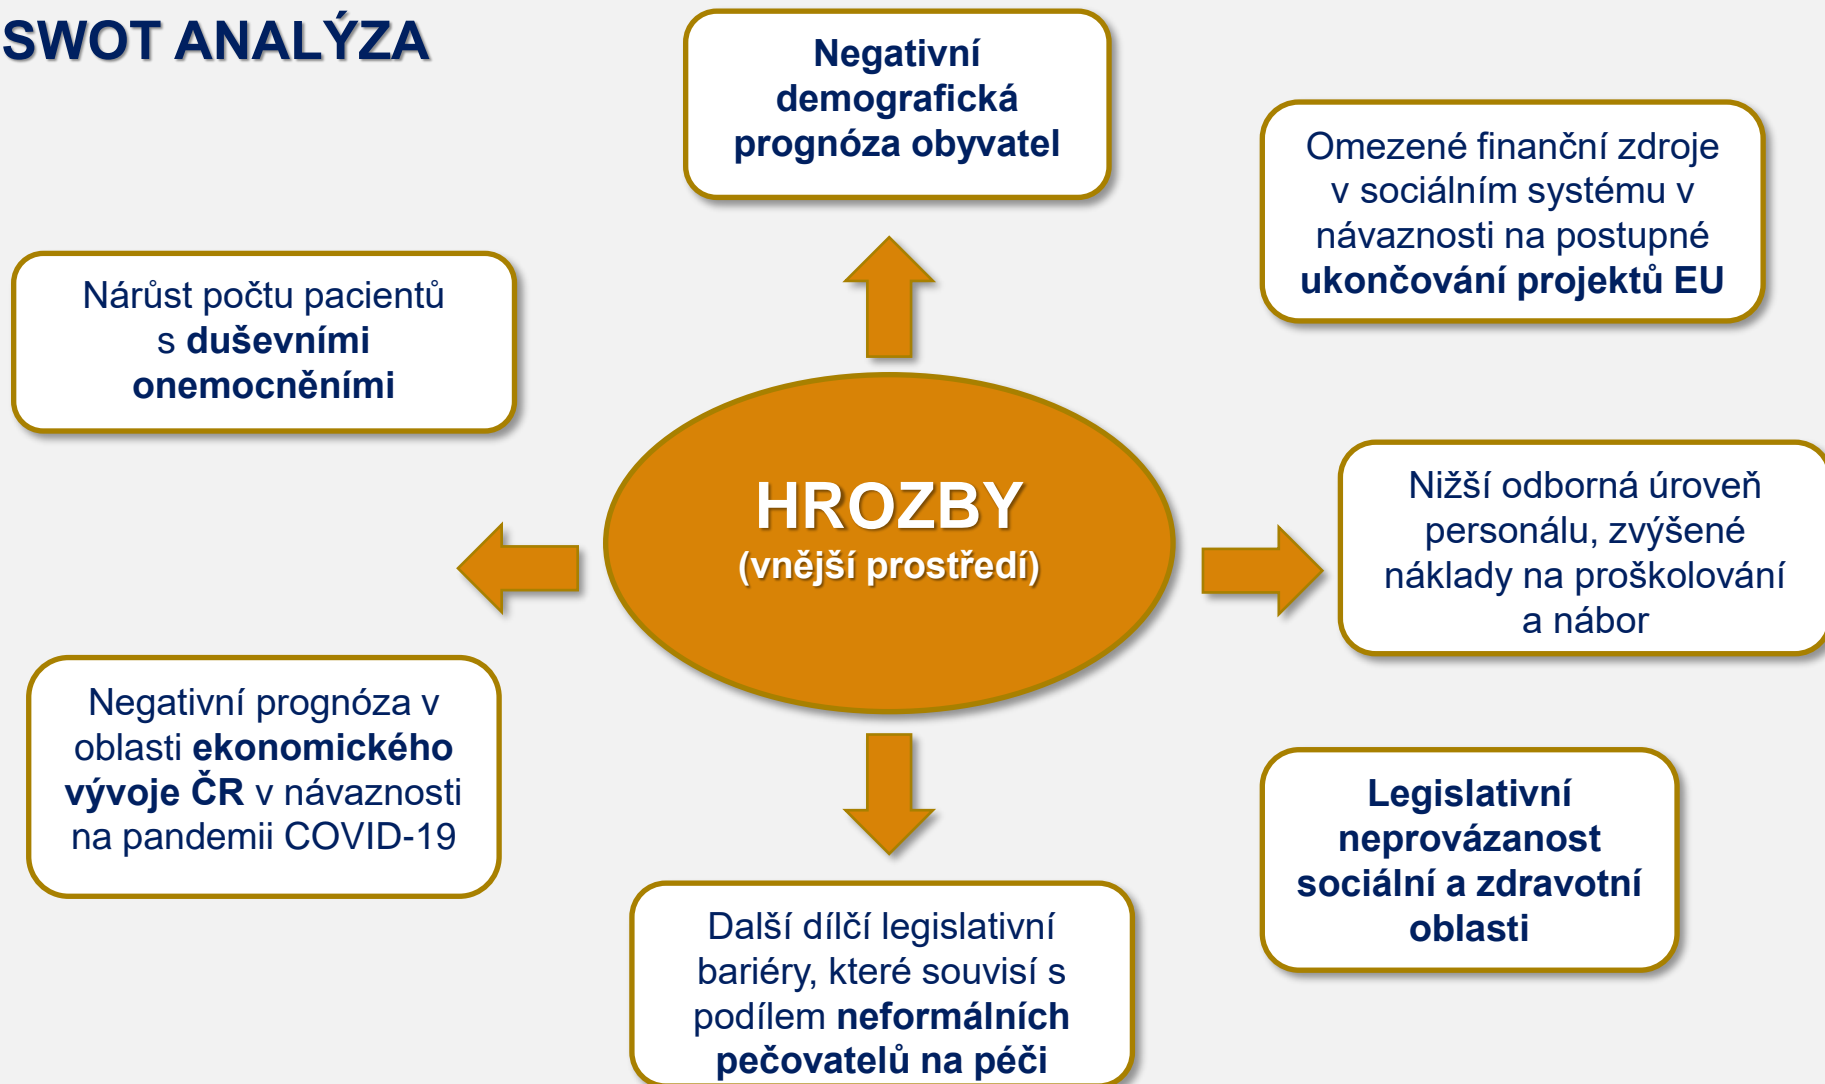 SWOT ANALÝZA
Negativní
demografická
prognóza obyvatel
Omezené finanční zdroje
v sociálním systému v
návaznosti na postupné
ukončování projektů EU
Nárůst počtu pacientů
s duševními
onemocněními
HROZBY
(vnější prostředí)
Nižší odborná úroveň
personálu, zvýšené
náklady na proškolování
a nábor
Negativní prognóza v
oblasti ekonomického
vývoje ČR v návaznosti
na pandemii COVID-19
Legislativní
neprovázanost
sociální a zdravotní
oblasti
Další dílčí legislativní
bariéry, které souvisí s
podílem neformálních
pečovatelů na péči